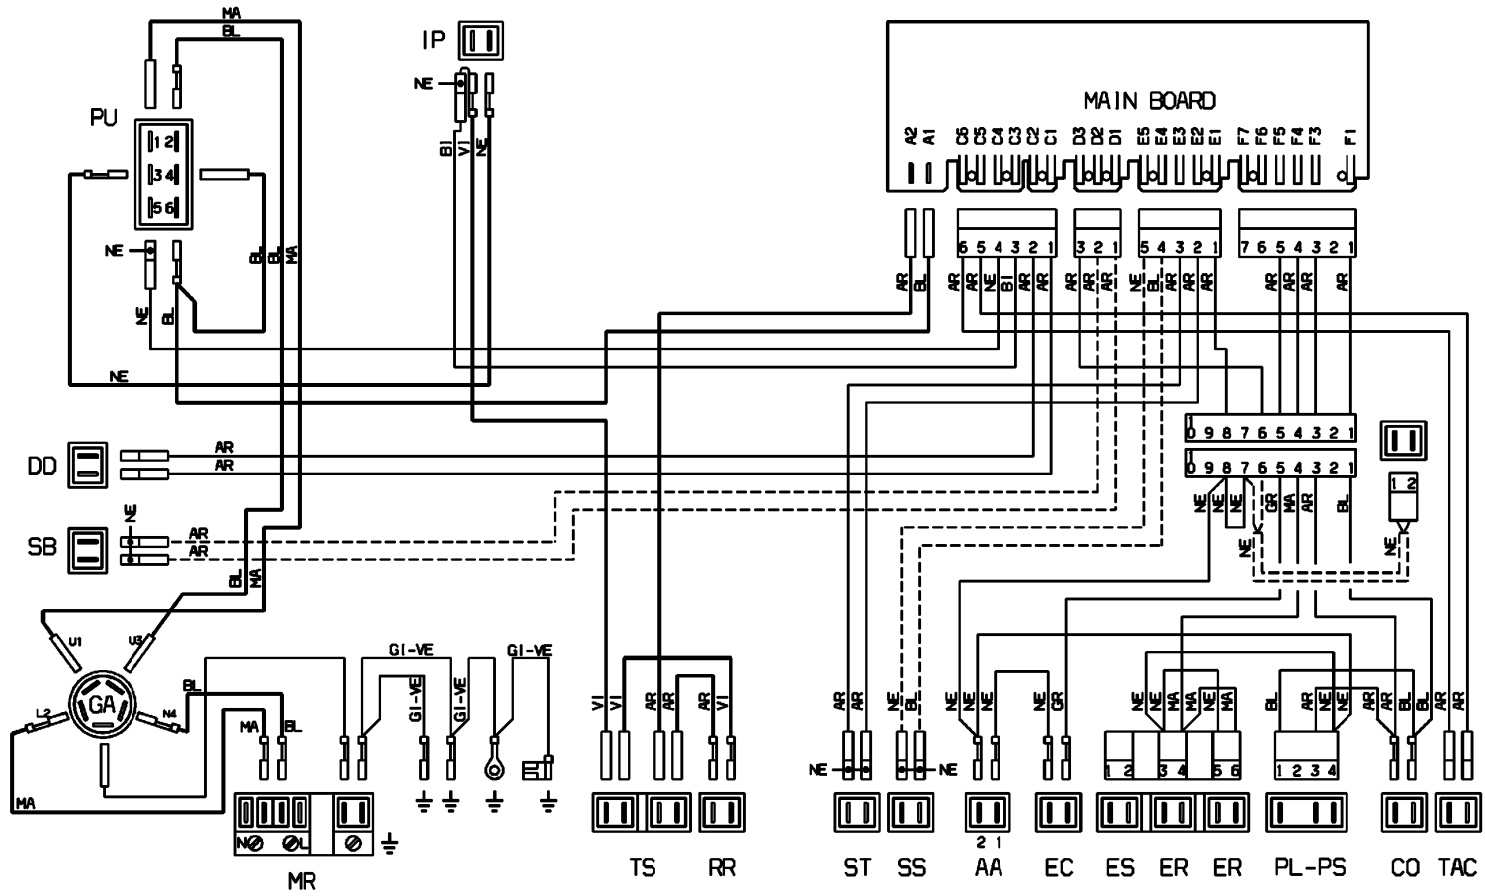 MA
BL
IP
NE
MAIN BOARD
PU
A2 A1 C6 C5 C4 C3 C2 C1 D3 D2 D1 E5 E4 E3 E2 E1 F7 F6 F5 F4 F3 F1
1 2
3 4
5 6
BI VI NE
NE
6 5 4 3 2 1 3 2 1 5 4 3 2 1 7 6 5 4 3 2 1
BL BL MA
AR BL AR AR NE BI AR AR AR AR AR NE BL AR AR AR AR AR AR AR
NE BL
NE
10 9 8 7 6 5 4 3 2 1
DD
AR
AR
10 9 8 7 6 5 4 3 2 1
1 2
NE NE NE GR MA AR BL
NE
SB
AR
AR
NE NE
BL MA
U1 U3
GI-VE GI-VE
GA
L2 N4
BL
MA BL
GI-VE GI-VE
VI VI AR AR AR VI
AR AR NE BL NE NE NE NE GR NE NE MA MA NE MA BL AR NE NE AR AR BL BL AR AR
MA
NE NE
1 2 3 4 5 6
1 2 3 4
N L
2 1
MR
TS RR ST SS AA EC ES ER ER PL-PS CO TAC